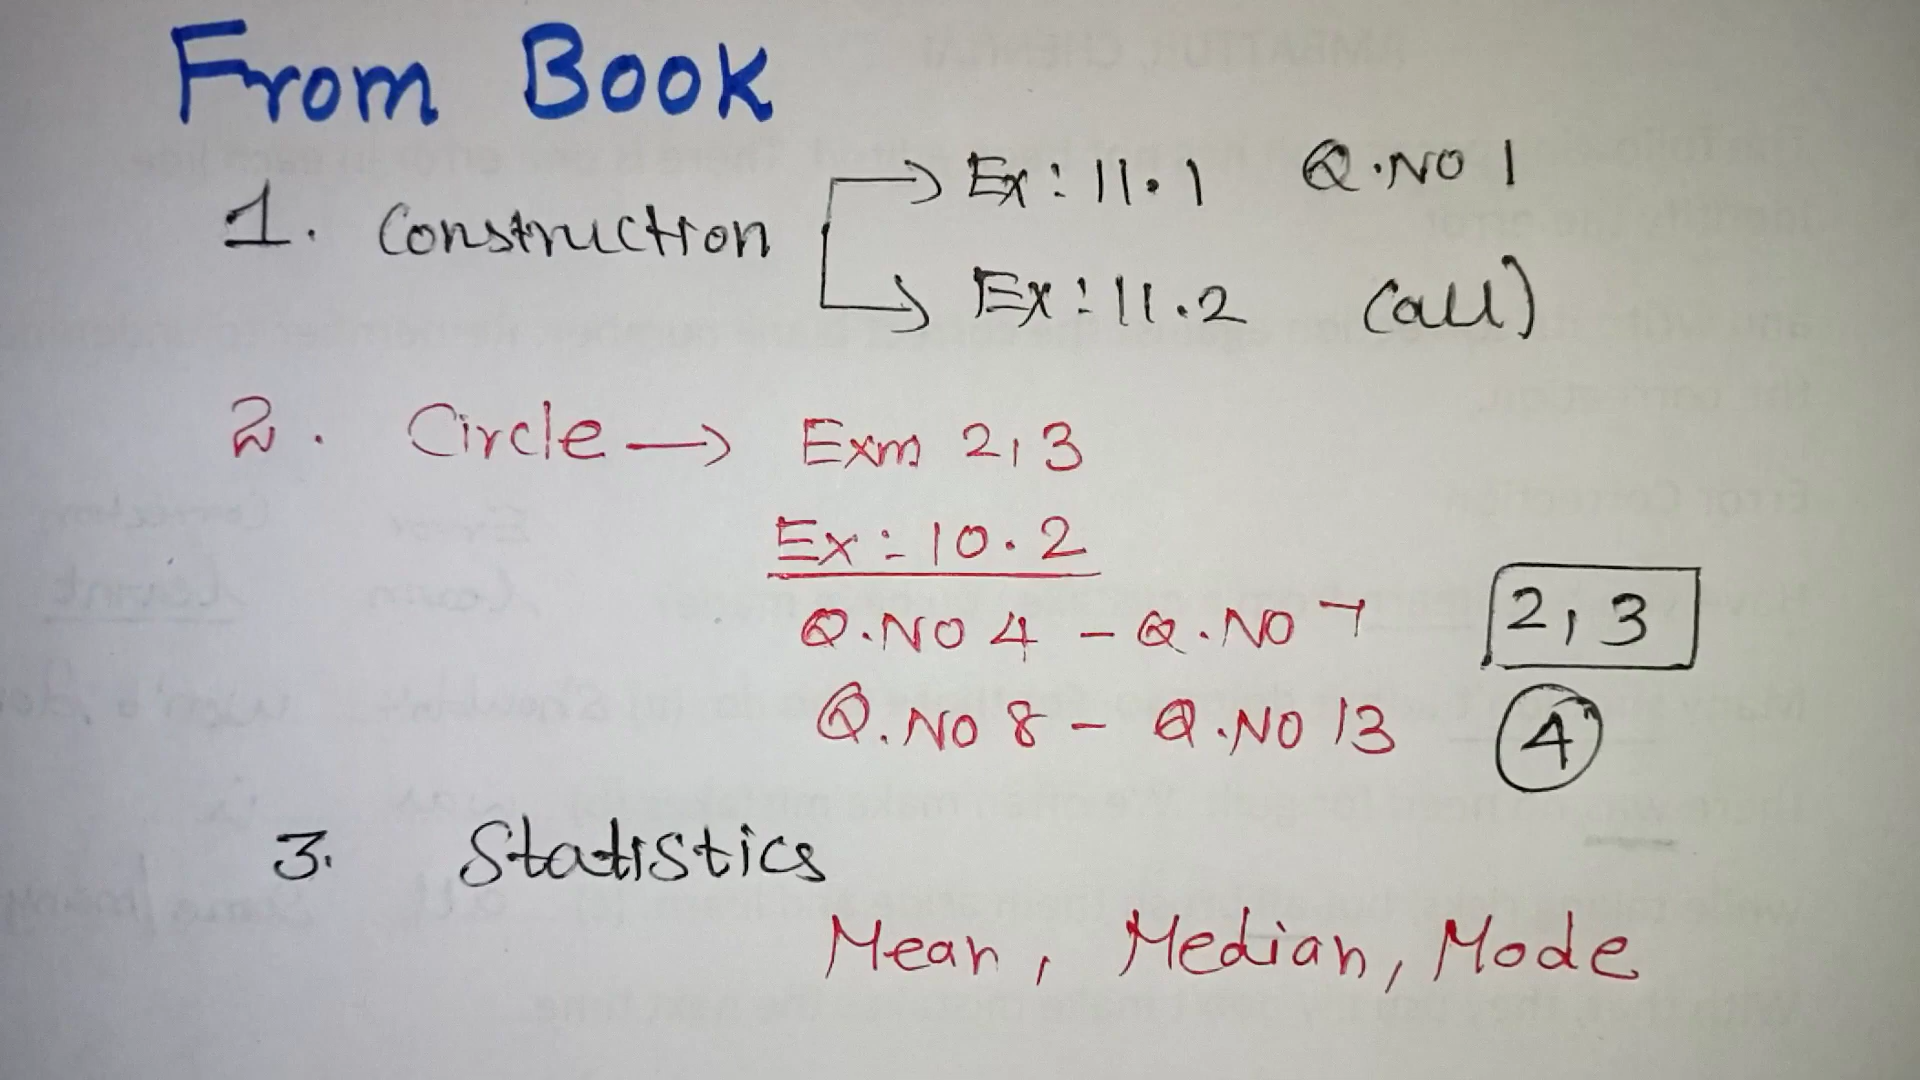 From Book
1. Construction → Ex: 11.1 Q.No 1
→ Ex: 11.2 (all)
2. Circle → Exm 2,3
Ex: 10.2
Q.No 4 - Q.No 7 2,3
Q.No 8 - Q.No 13 4
3. Statistics
Mean, Median, Mode